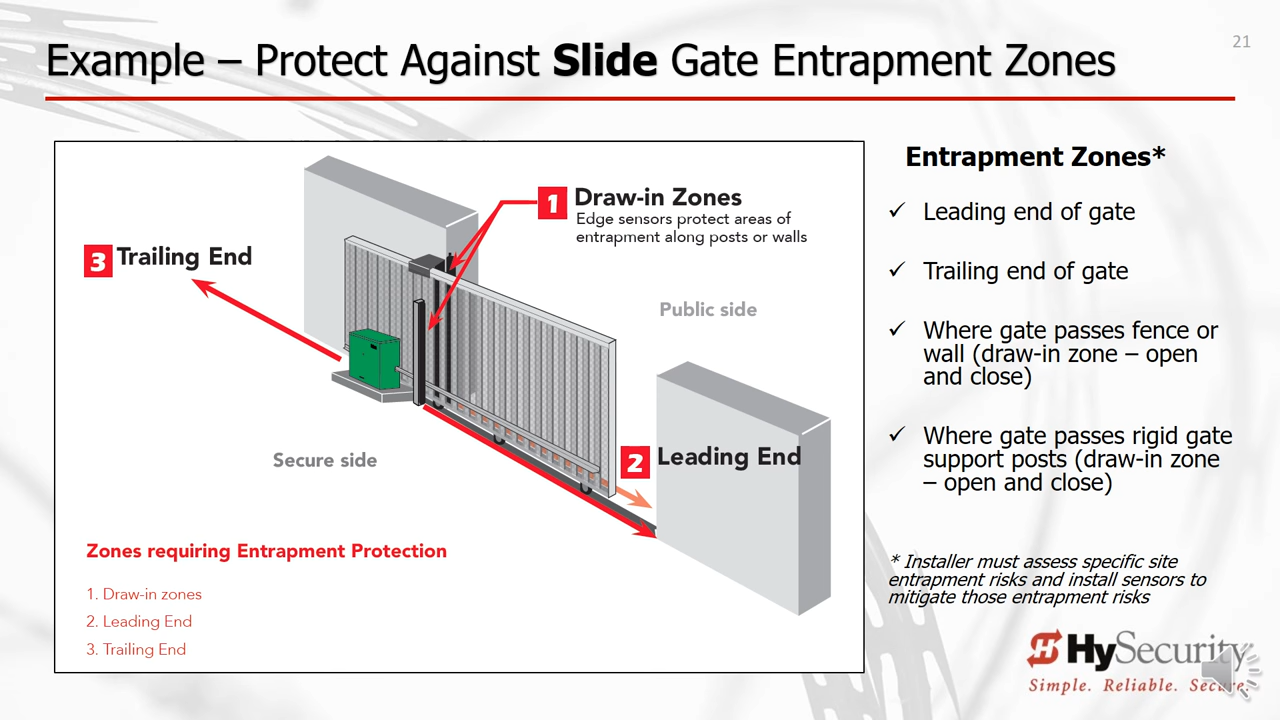 Example – Protect Against Slide Gate Entrapment Zones
21
1 Draw-in Zones
Edge sensors protect areas of
entrapment along posts or walls
3 Trailing End
Public side
Secure side
2 Leading End
Zones requiring Entrapment Protection
1. Draw-in zones
2. Leading End
3. Trailing End
Entrapment Zones*
✓ Leading end of gate
✓ Trailing end of gate
✓ Where gate passes fence or
wall (draw-in zone – open
and close)
✓ Where gate passes rigid gate
support posts (draw-in zone
– open and close)
* Installer must assess specific site
entrapment risks and install sensors to
mitigate those entrapment risks
H HySecurity
Simple. Reliable. Secure.